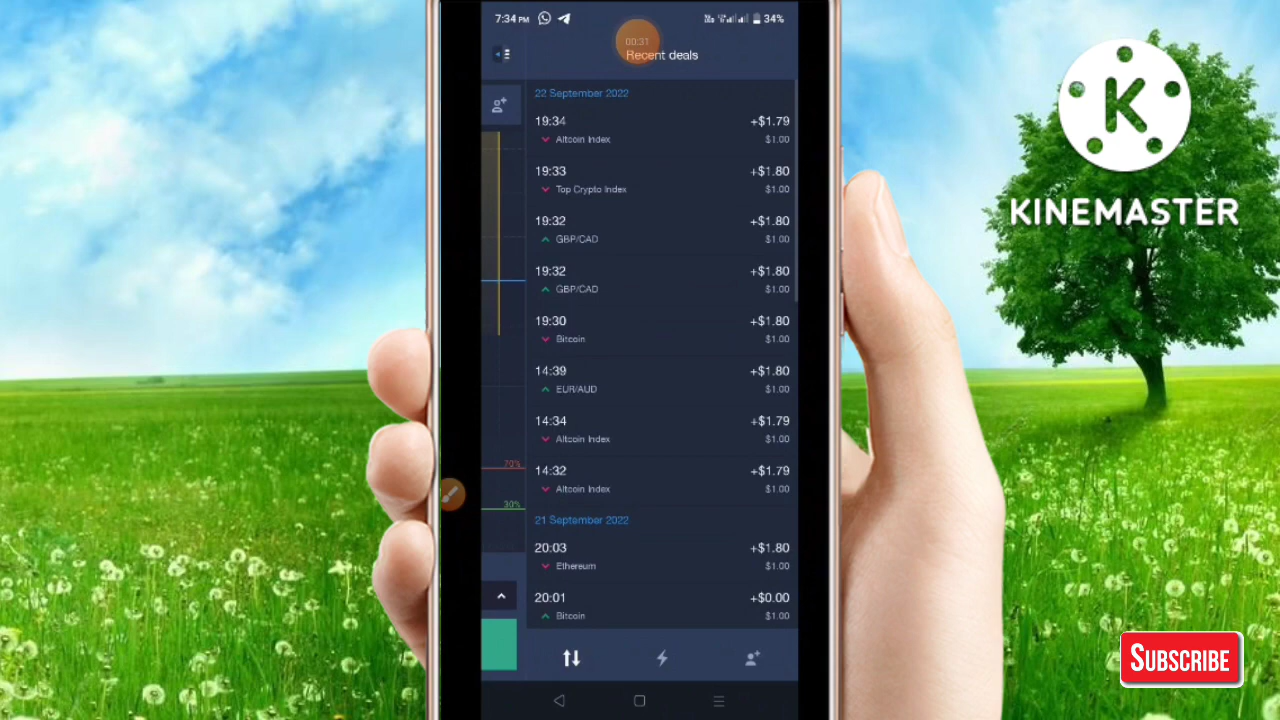 7:34 PM
34%
00:31
Recent deals
22 September 2022
19:34 +$1.79
Altcoin Index $1.00
19:33 +$1.80
Top Crypto Index $1.00
19:32 +$1.80
GBP/CAD $1.00
19:32 +$1.80
GBP/CAD $1.00
19:30 +$1.80
Bitcoin $1.00
14:39 +$1.80
EUR/AUD $1.00
14:34 +$1.79
Altcoin Index $1.00
14:32 +$1.79
Altcoin Index $1.00
21 September 2022
20:03 +$1.80
Ethereum $1.00
20:01 +$0.00
Bitcoin $1.00
70%
30%
K
KINEMASTER
SUBSCRIBE